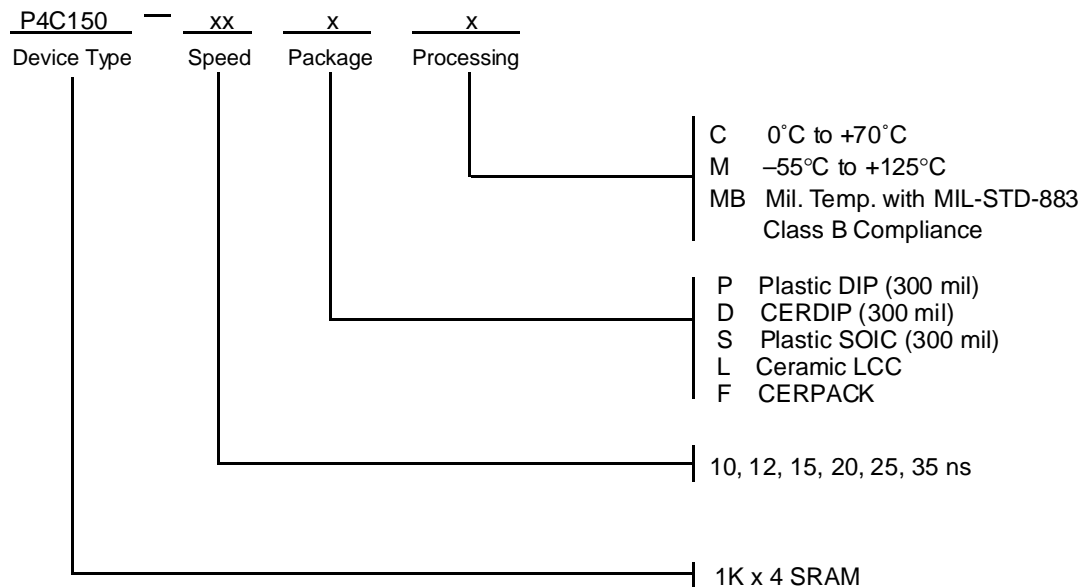 P4C150 — xx x x
Device Type Speed Package Processing
C 0˚C to +70˚C
M –55°C to +125°C
MB Mil. Temp. with MIL-STD-883
Class B Compliance
P Plastic DIP (300 mil)
D CERDIP (300 mil)
S Plastic SOIC (300 mil)
L Ceramic LCC
F CERPACK
10, 12, 15, 20, 25, 35 ns
1K x 4 SRAM